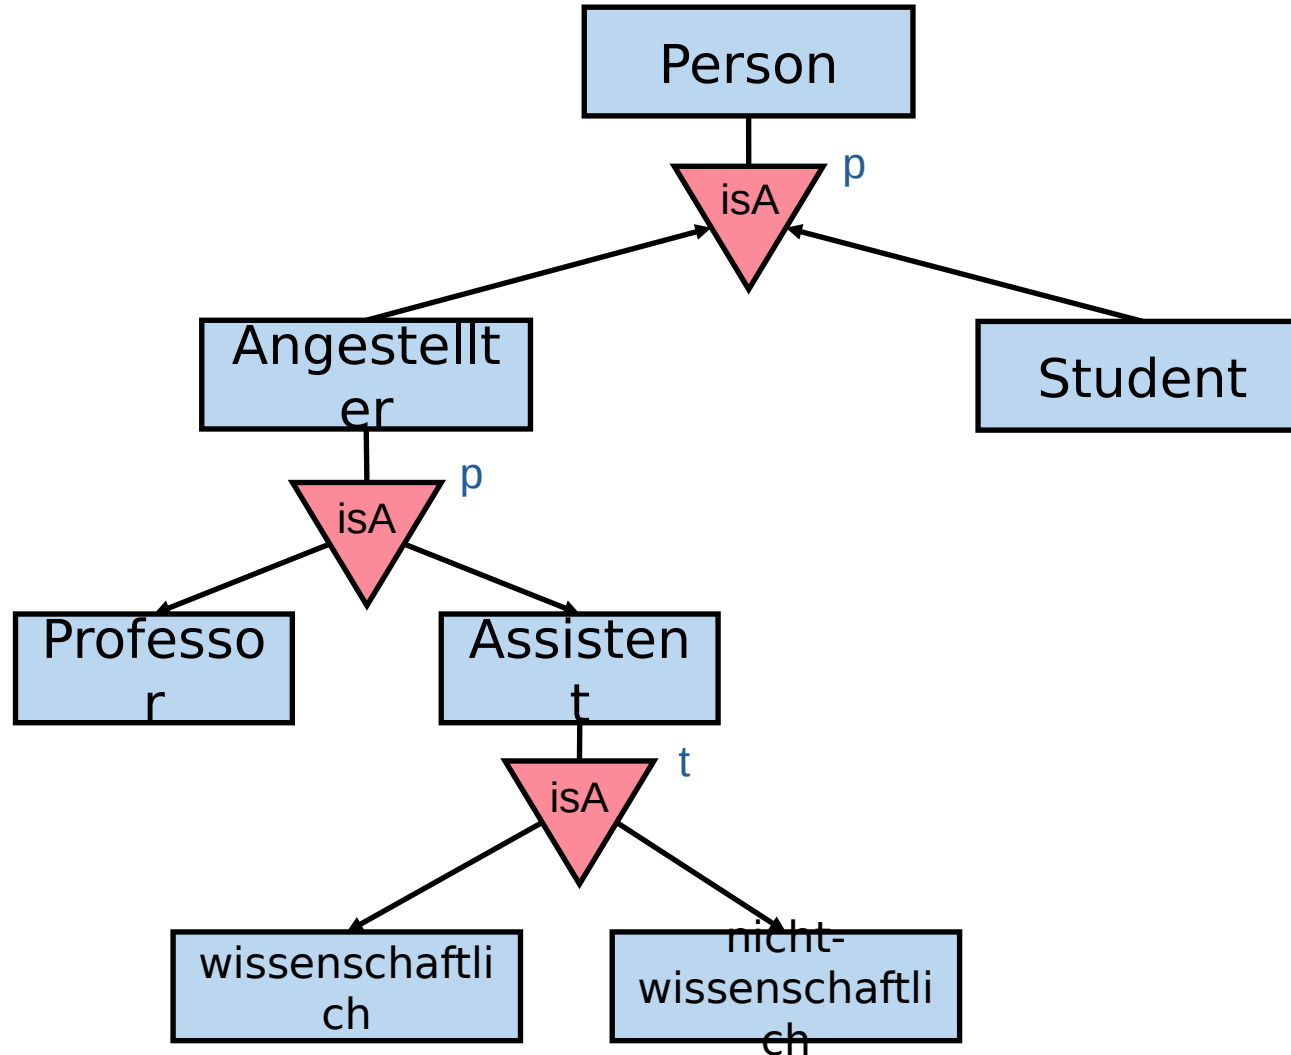 Person
p
isA
Angestellt
er
Student
p
isA
Professo
r
Assisten
t
t
isA
wissenschaftli
ch
nicht-
wissenschaftli
ch